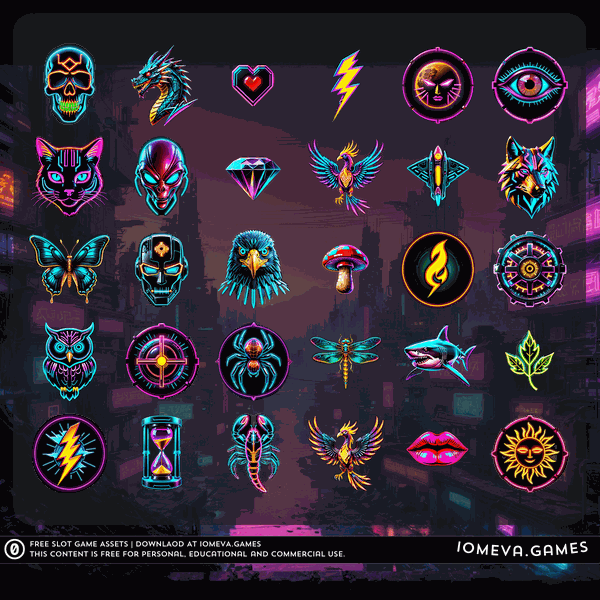 FREE SLOT GAME ASSETS | DOWNLAOD AT IOMEVA.GAMES
THIS CONTENT IS FREE FOR PERSONAL, EDUCATIONAL AND COMMERCIAL USE.
IOMEVA.GAMES